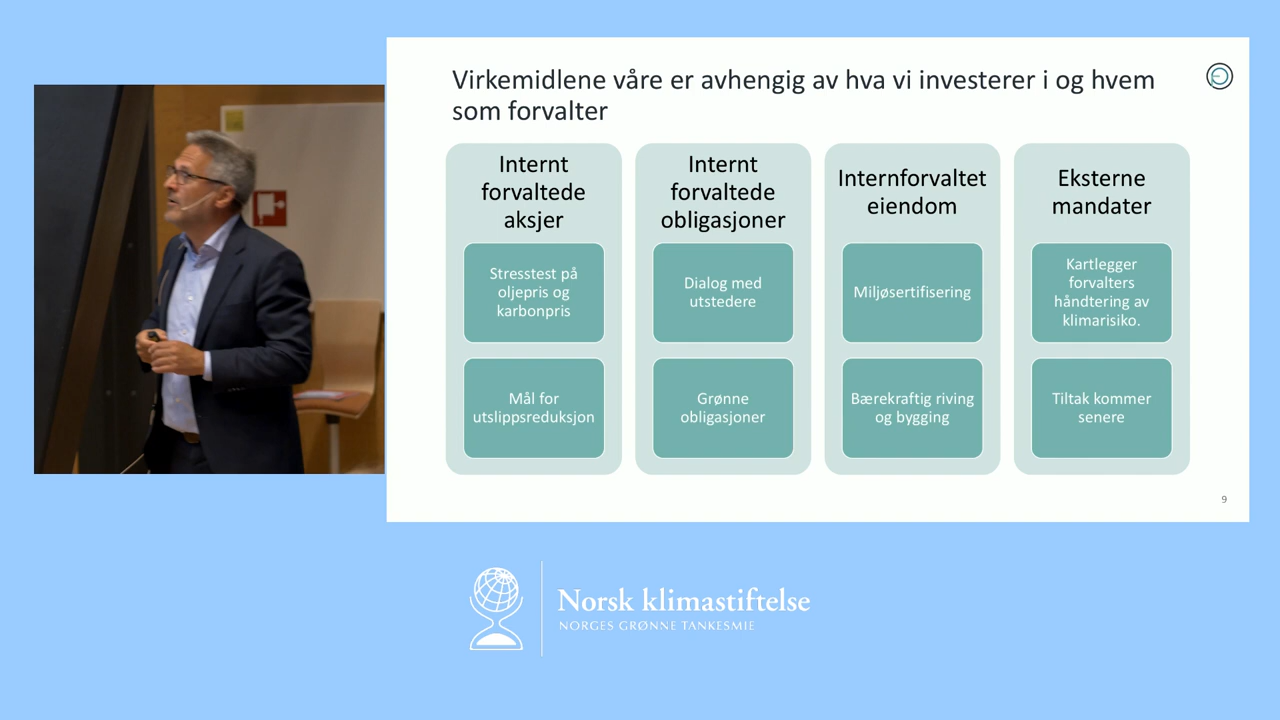 Virkemidlene våre er avhengig av hva vi investerer i og hvem
som forvalter
Internt
forvaltede
aksjer
Stresstest på
oljepris og
karbonpris
Mål for
utslippsreduksjon
Internt
forvaltede
obligasjoner
Dialog med
utstedere
Grønne
obligasjoner
Internforvaltet
eiendom
Miljøsertifisering
Bærekraftig riving
og bygging
Eksterne
mandater
Kartlegger
forvalters
håndtering av
klimarisiko.
Tiltak kommer
senere
9
Norsk klimastiftelse
NORGES GRØNNE TANKESMIE